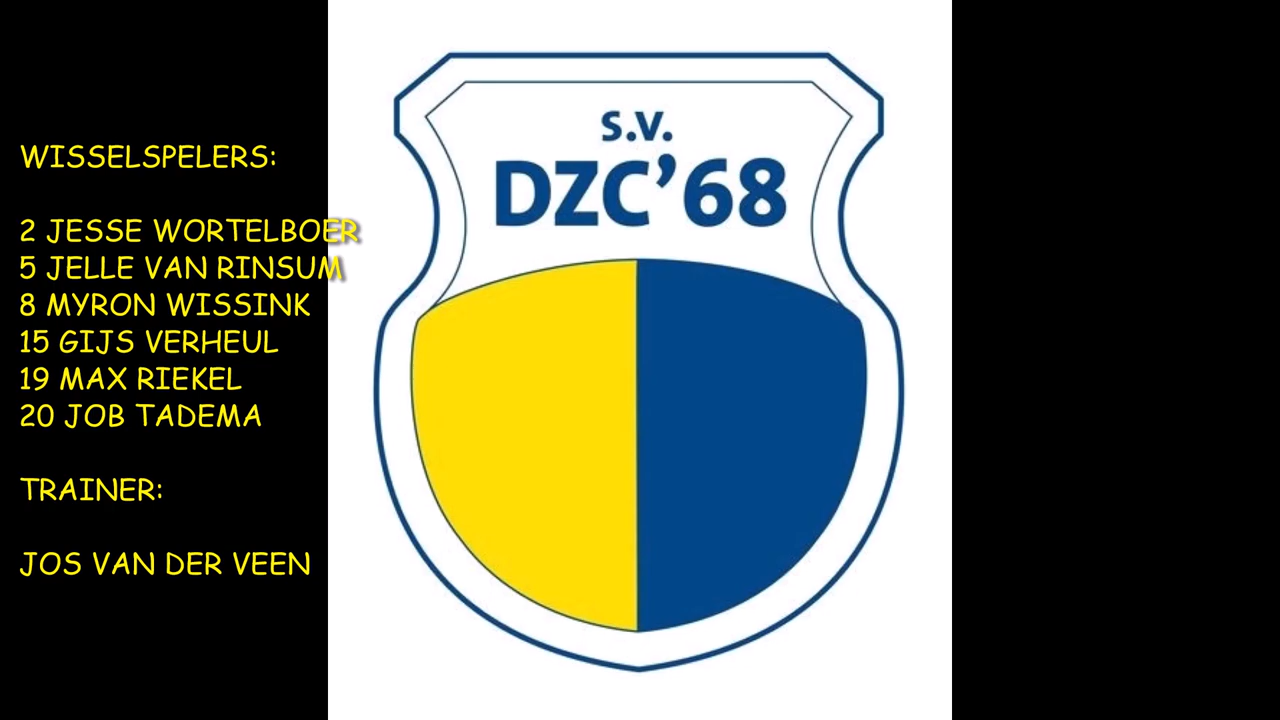 WISSELSPELERS:
2 JESSE WORTELBOER
5 JELLE VAN RINSUM
8 MYRON WISSINK
15 GIJS VERHEUL
19 MAX RIEKEL
20 JOB TADEMA
TRAINER:
JOS VAN DER VEEN
S.V.
DZC'68